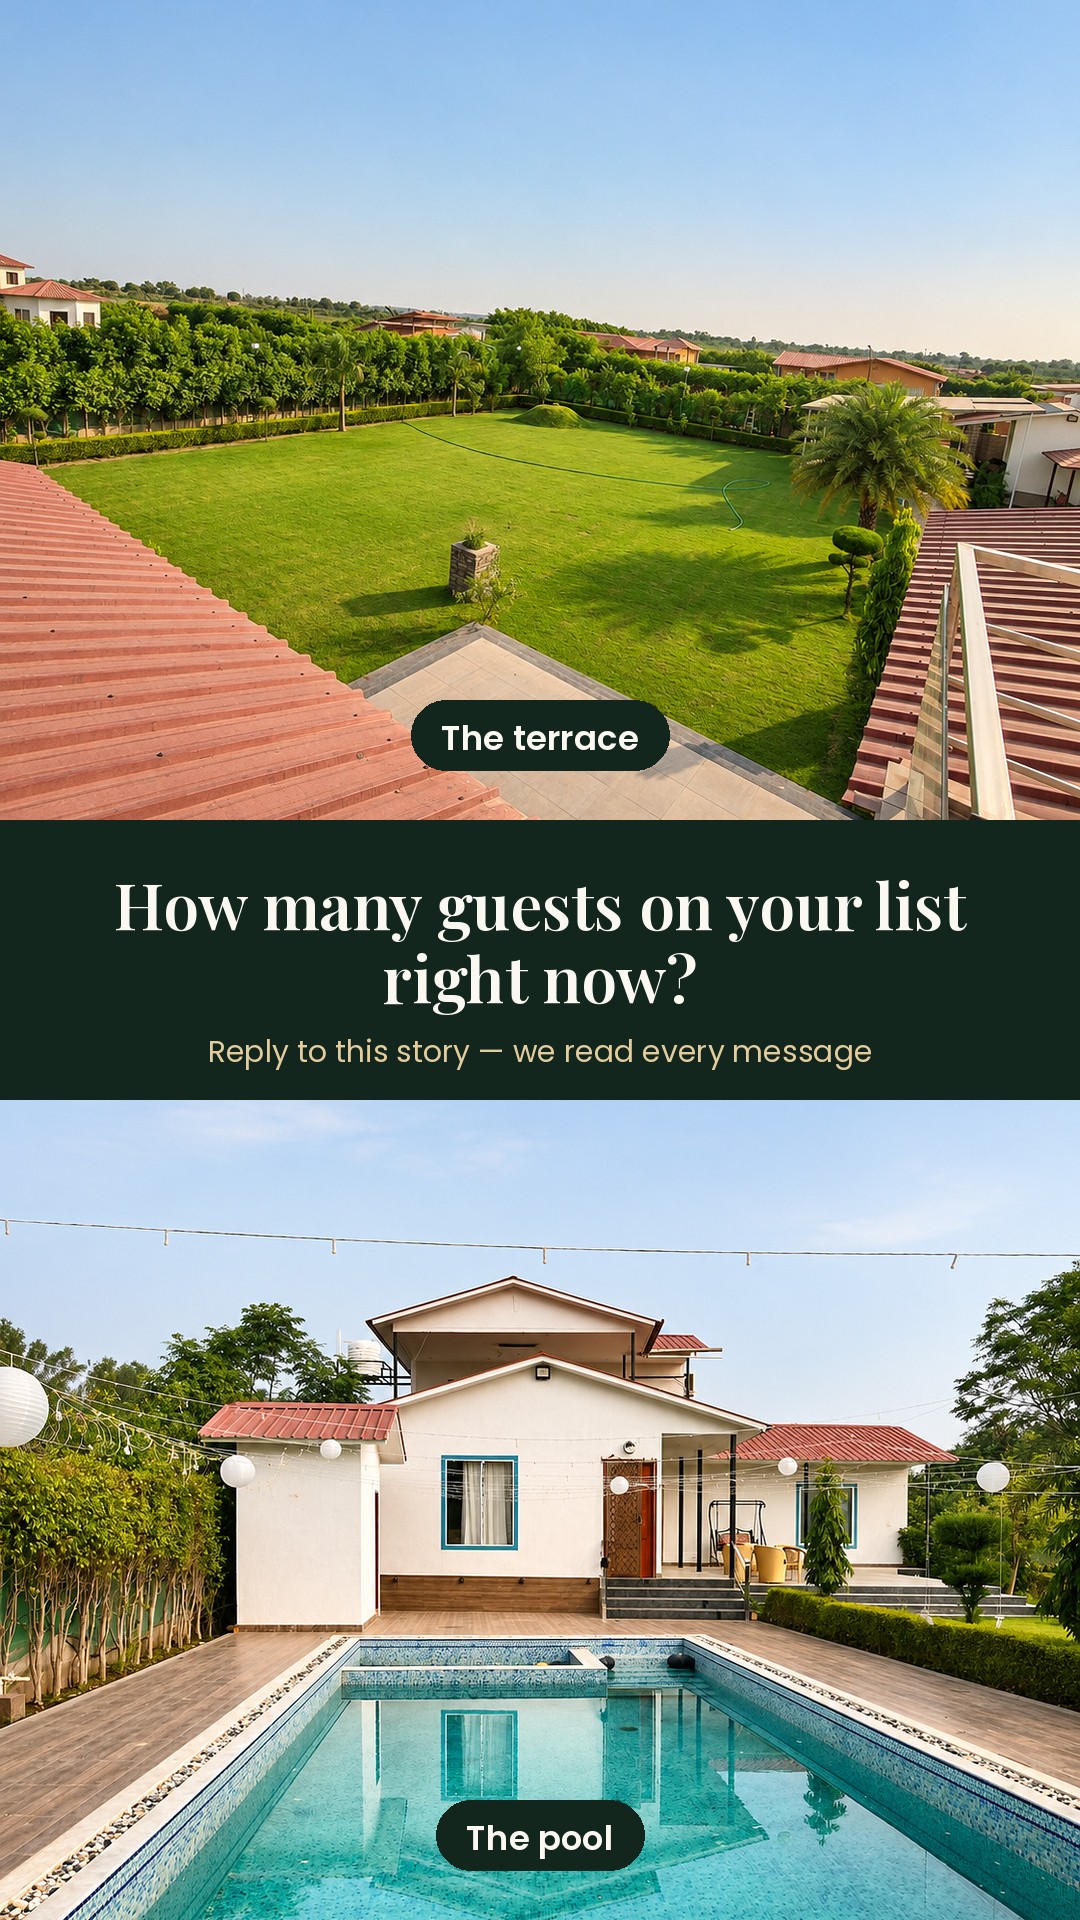 The terrace
How many guests on your list
right now?
Reply to this story — we read every message
The pool